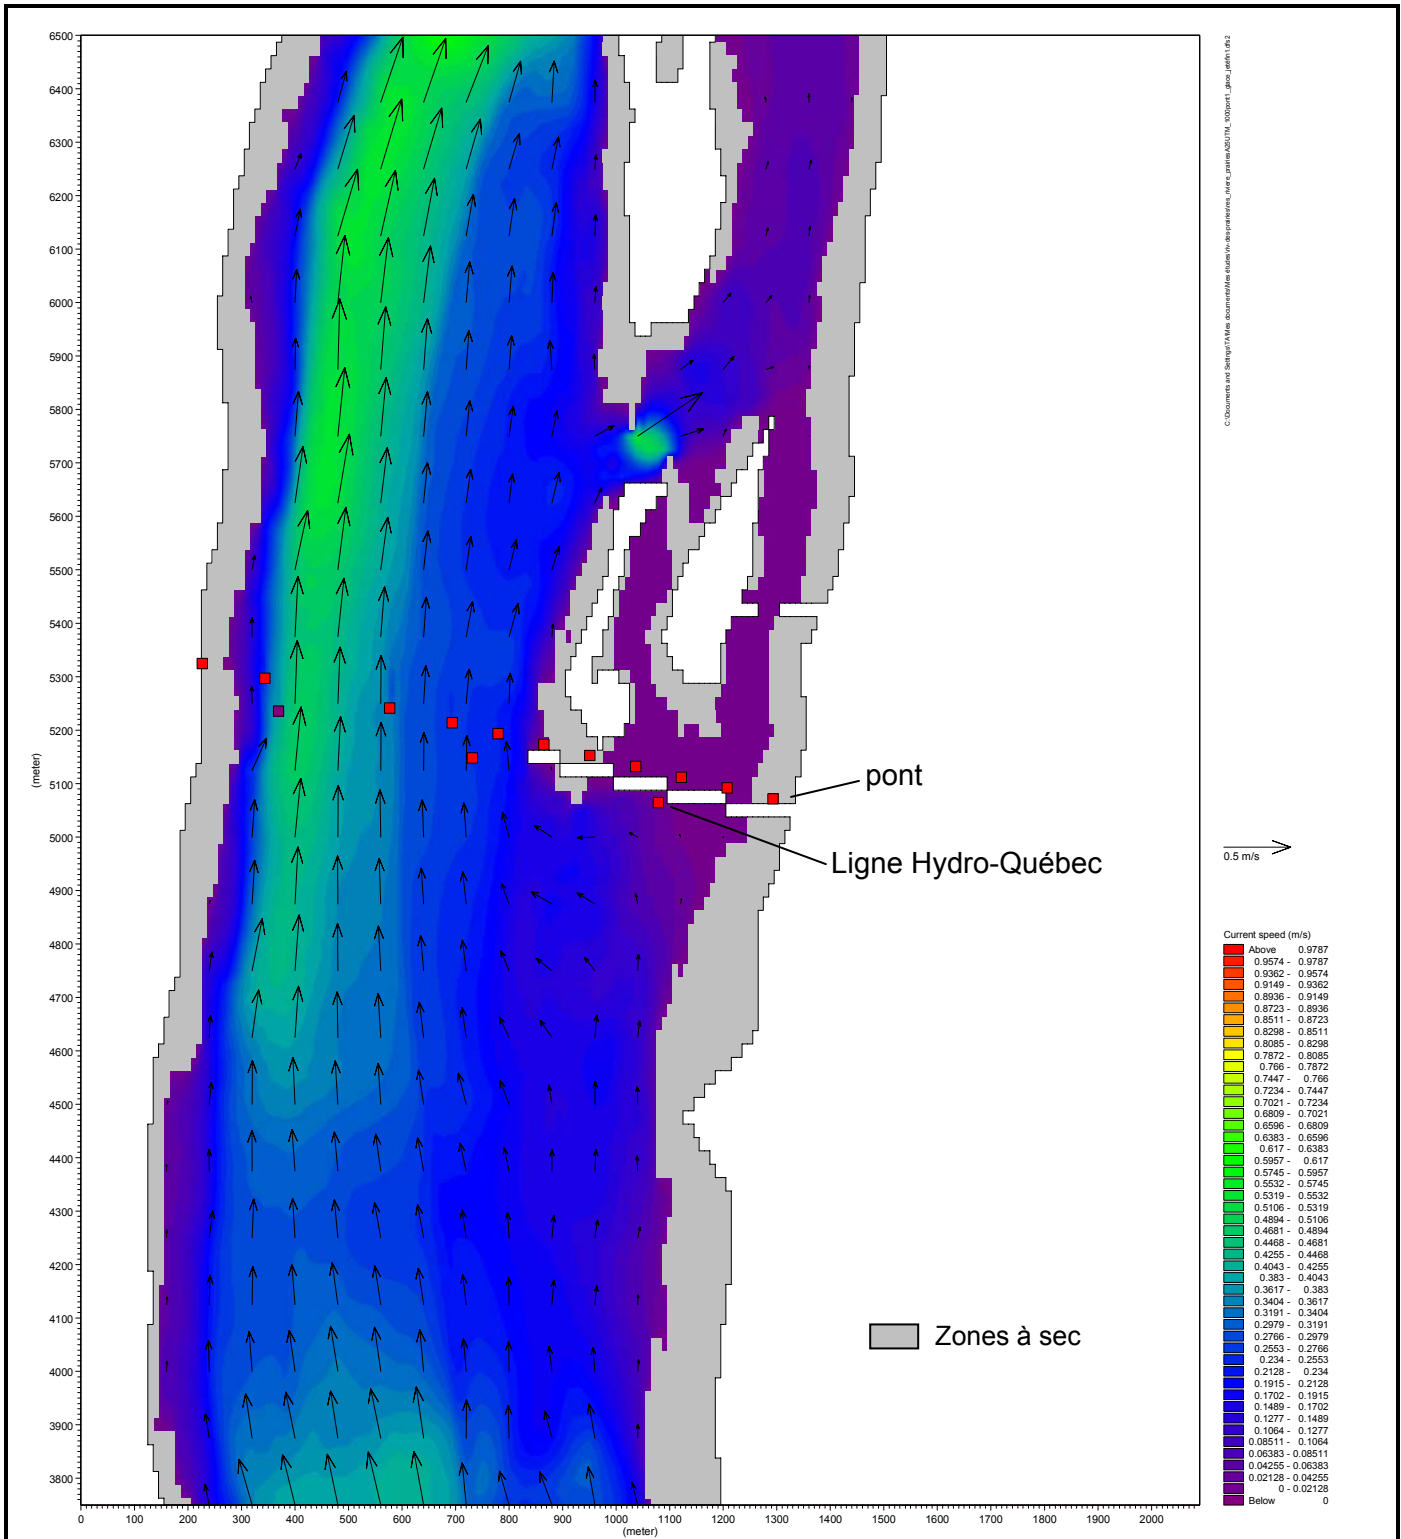 6500
6400
6300
6200
6100
6000
5900
5800
5700
5600
5500
5400
5300
5200
5100
5000
4900
4800
4700
4600
4500
4400
4300
4200
4100
4000
3900
3800
(meter)
0 100 200 300 400 500 600 700 800 900 1000 1100 1200 1300 1400 1500 1600 1700 1800 1900 2000
(meter)
pont
Ligne Hydro-Québec
Zones à sec
0.5 m/s
Current speed (m/s)
Above 0.9787
0.9574 - 0.9787
0.9362 - 0.9574
0.9149 - 0.9362
0.8936 - 0.9149
0.8723 - 0.8936
0.8511 - 0.8723
0.8298 - 0.8511
0.8085 - 0.8298
0.7872 - 0.8085
0.766 - 0.7872
0.7447 - 0.766
0.7234 - 0.7447
0.7021 - 0.7234
0.6809 - 0.7021
0.6596 - 0.6809
0.6383 - 0.6596
0.617 - 0.6383
0.5957 - 0.617
0.5745 - 0.5957
0.5532 - 0.5745
0.5319 - 0.5532
0.5106 - 0.5319
0.4894 - 0.5106
0.4681 - 0.4894
0.4468 - 0.4681
0.4255 - 0.4468
0.4043 - 0.4255
0.383 - 0.4043
0.3617 - 0.383
0.3404 - 0.3617
0.3191 - 0.3404
0.2979 - 0.3191
0.2766 - 0.2979
0.2553 - 0.2766
0.234 - 0.2553
0.2128 - 0.234
0.1915 - 0.2128
0.1702 - 0.1915
0.1489 - 0.1702
0.1277 - 0.1489
0.1064 - 0.1277
0.08511 - 0.1064
0.06383 - 0.08511
0.04255 - 0.06383
0.02128 - 0.04255
0 - 0.02128
Below 0